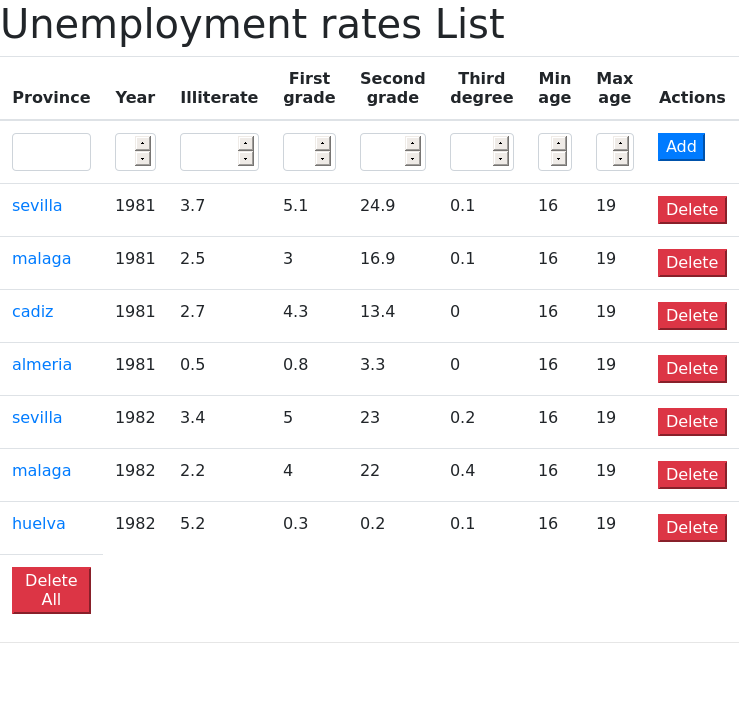 Unemployment rates List
Province Year Illiterate First grade Second grade Third degree Min age Max age Actions
Add
sevilla 1981 3.7 5.1 24.9 0.1 16 19 Delete
malaga 1981 2.5 3 16.9 0.1 16 19 Delete
cadiz 1981 2.7 4.3 13.4 0 16 19 Delete
almeria 1981 0.5 0.8 3.3 0 16 19 Delete
sevilla 1982 3.4 5 23 0.2 16 19 Delete
malaga 1982 2.2 4 22 0.4 16 19 Delete
huelva 1982 5.2 0.3 0.2 0.1 16 19 Delete
Delete
All